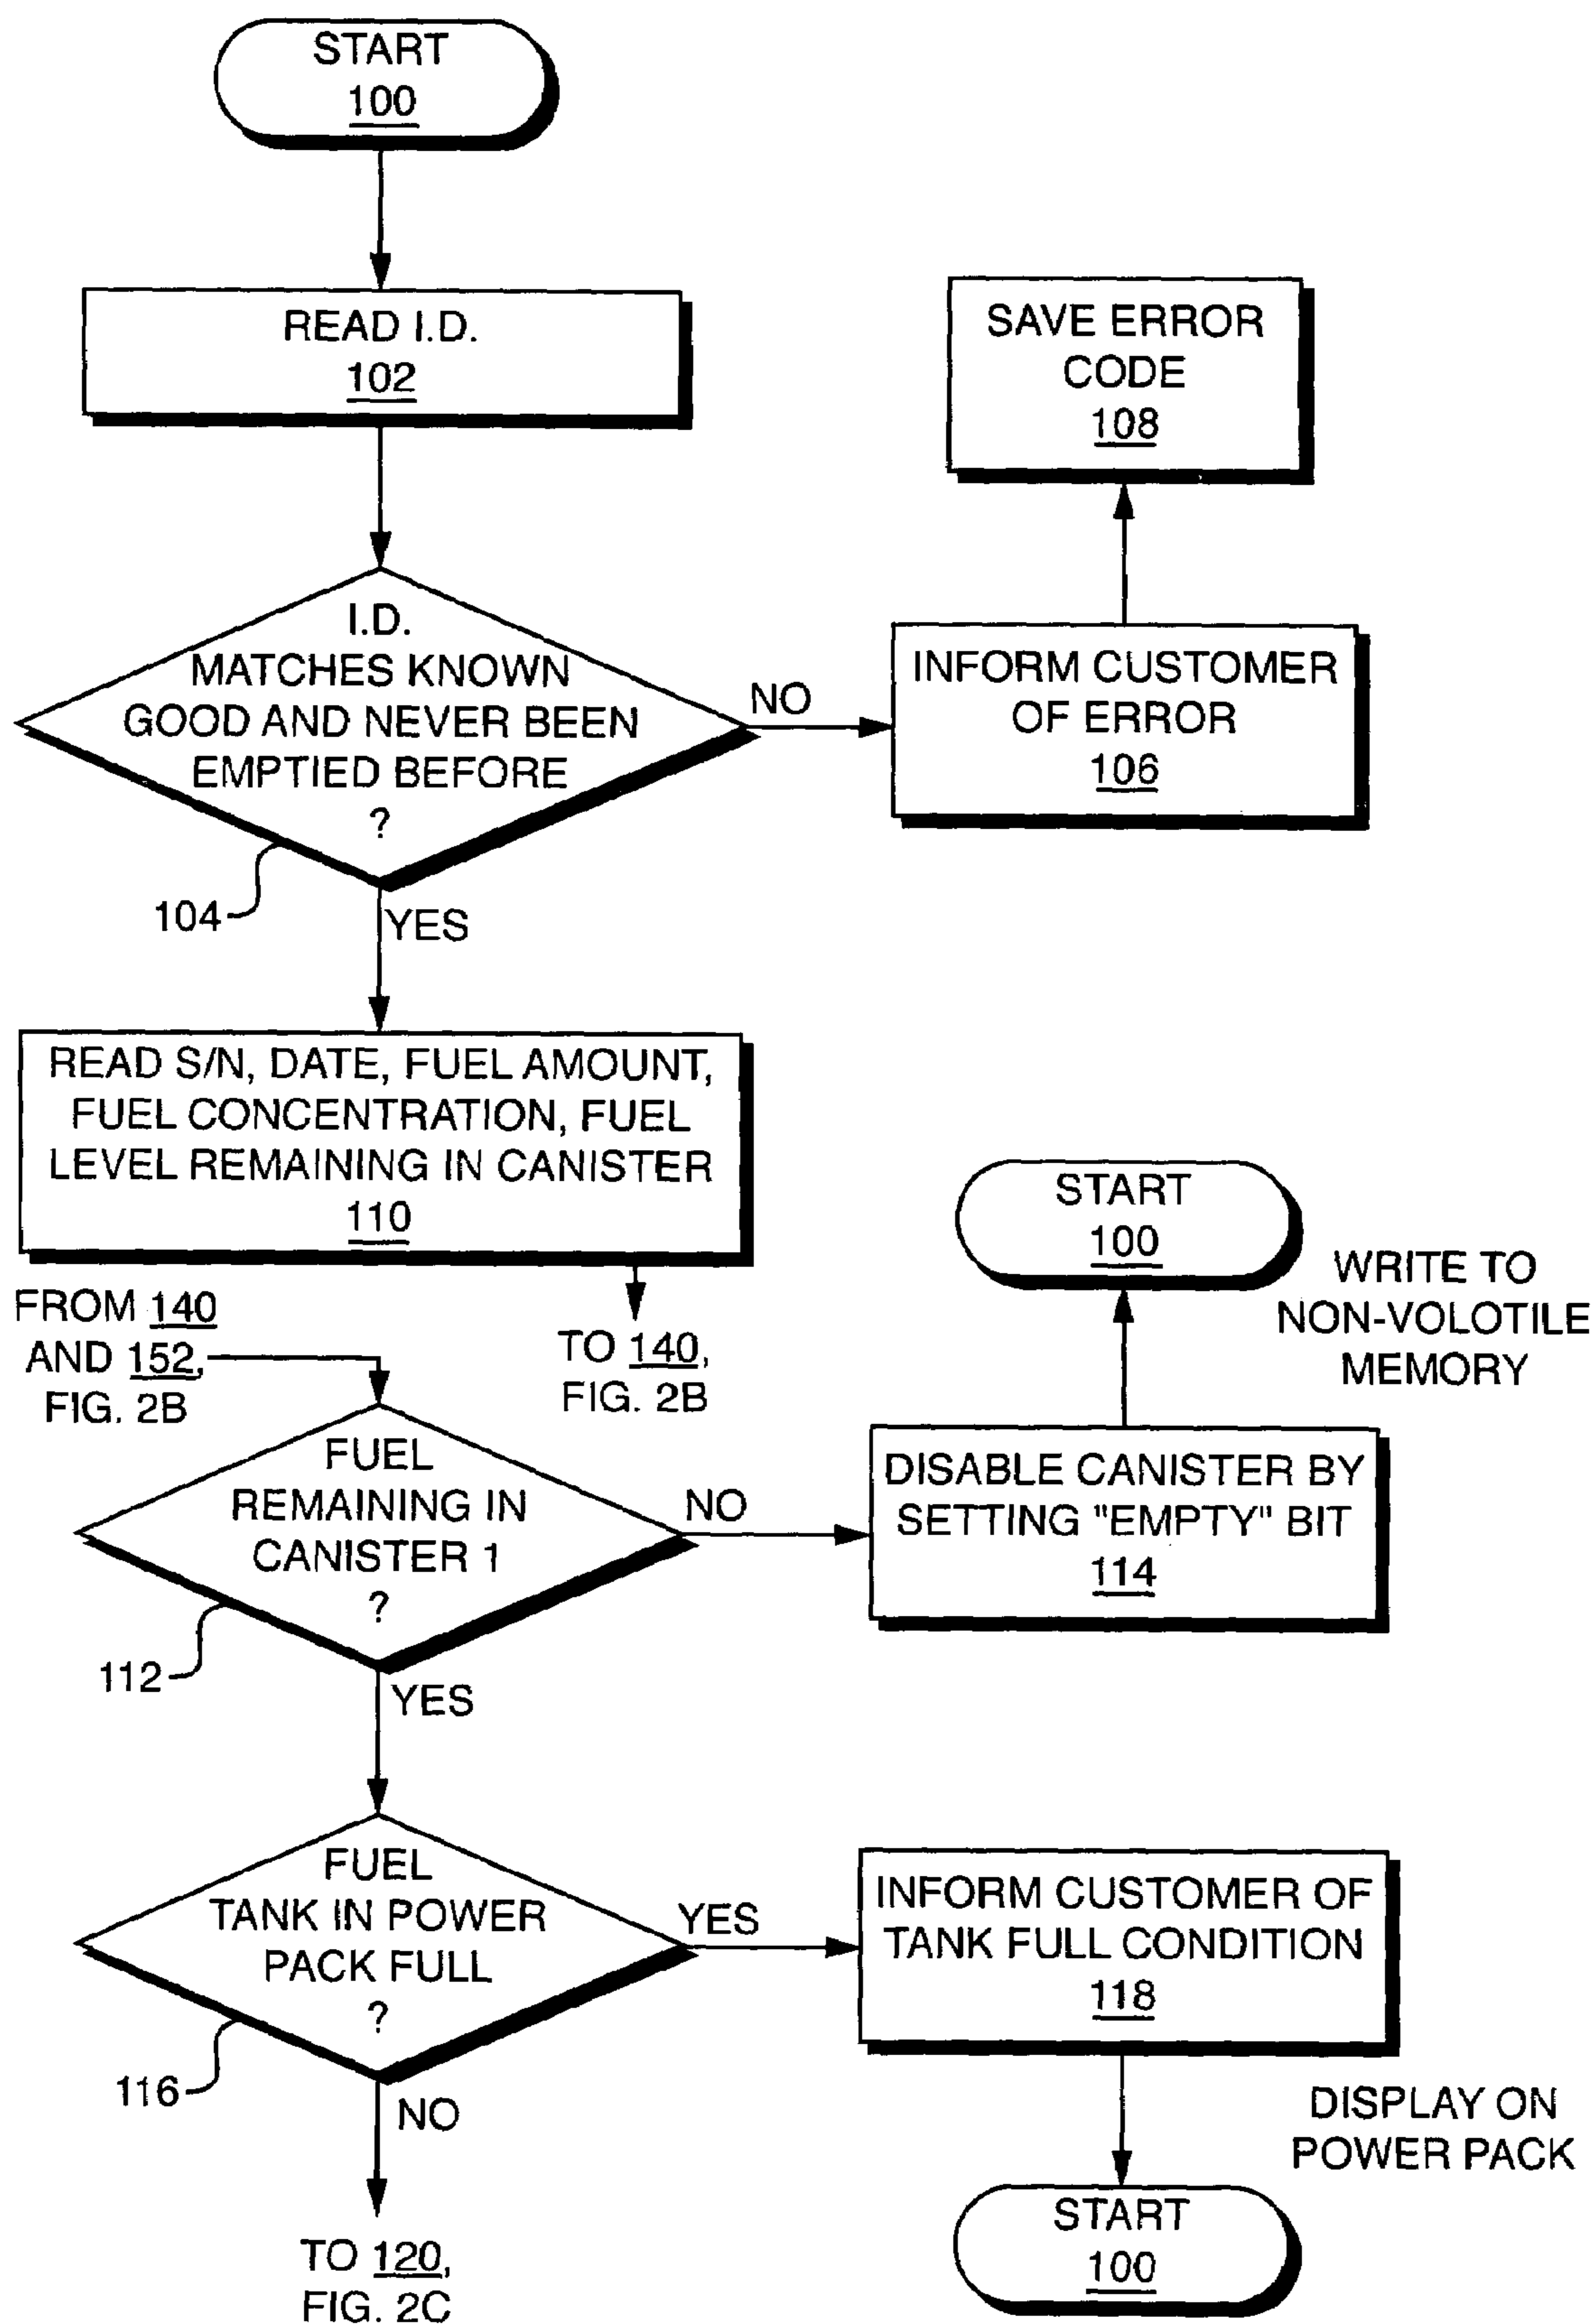 START
100
READ I.D.
102
SAVE ERROR
CODE
108
I.D.
MATCHES KNOWN
GOOD AND NEVER BEEN
EMPTIED BEFORE
?
NO
INFORM CUSTOMER
OF ERROR
106
104
YES
READ S/N, DATE, FUEL AMOUNT,
FUEL CONCENTRATION, FUEL
LEVEL REMAINING IN CANISTER
110
START
100
WRITE TO
NON-VOLOTILE
MEMORY
FROM 140
AND 152,
FIG. 2B
TO 140,
FIG. 2B
FUEL
REMAINING IN
CANISTER 1
?
NO
DISABLE CANISTER BY
SETTING "EMPTY" BIT
114
112
YES
FUEL
TANK IN POWER
PACK FULL
?
YES
INFORM CUSTOMER OF
TANK FULL CONDITION
118
116
NO
DISPLAY ON
POWER PACK
START
100
TO 120,
FIG. 2C